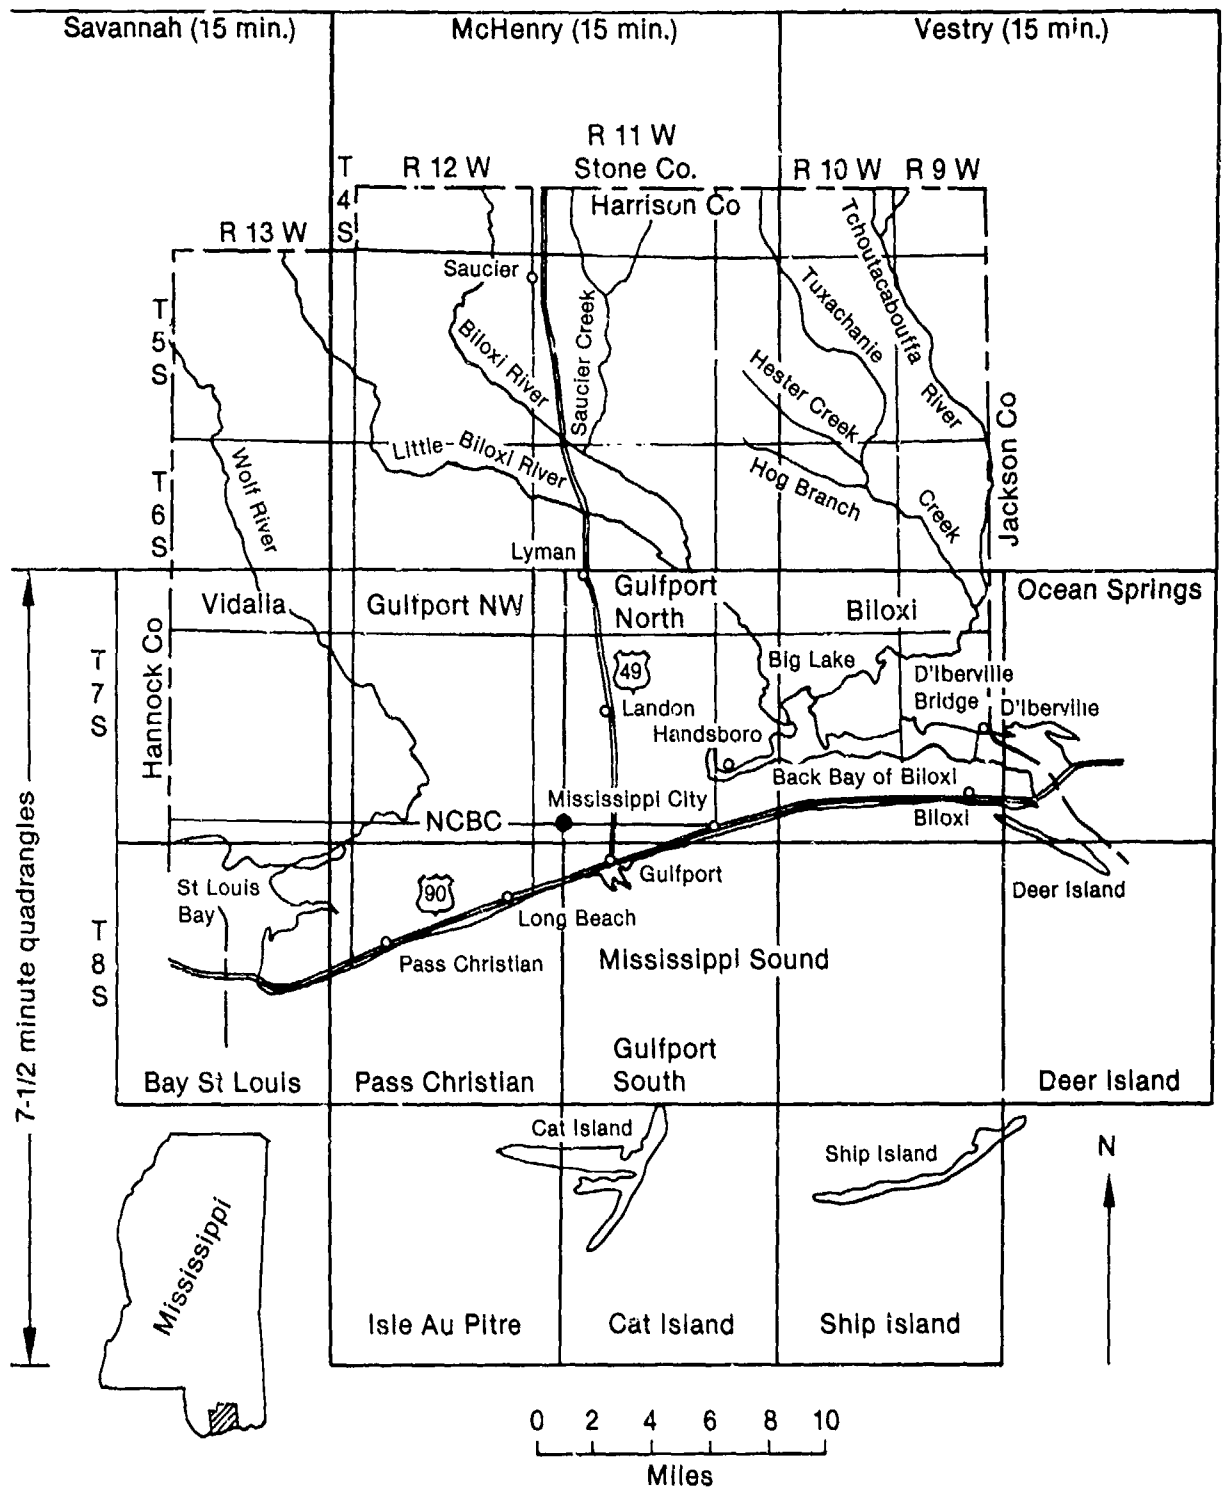 Savannah (15 min.)
McHenry (15 min.)
Vestry (15 min.)
R 11 W
Stone Co.
R 12 W
R 10 W
R 9 W
T
4
S
Harrison Co
R 13 W
Saucier
Tchoutacabouffa
River
Tuxachanie
Creek
T
5
S
Biloxi River
Saucier Creek
Hester Creek
Little Biloxi River
Hog Branch
Jackson Co
Wolf River
T
6
S
Lyman
Vidalia
Gulfport NW
Gulfport
North
Biloxi
Ocean Springs
Hannock Co
T
7
S
49
Big Lake
D'Iberville
Bridge
D'Iberville
Landon
Handsboro
Back Bay of Biloxi
Mississippi City
NCBC
Biloxi
7-1/2 minute quadrangles
St Louis
Bay
90
Gulfport
Deer Island
Long Beach
T
8
S
Pass Christian
Mississippi Sound
Gulfport
South
Bay St Louis
Pass Christian
Deer Island
Cat Island
Ship Island
N
Mississippi
Isle Au Pitre
Cat Island
Ship Island
0 2 4 6 8 10
Miles